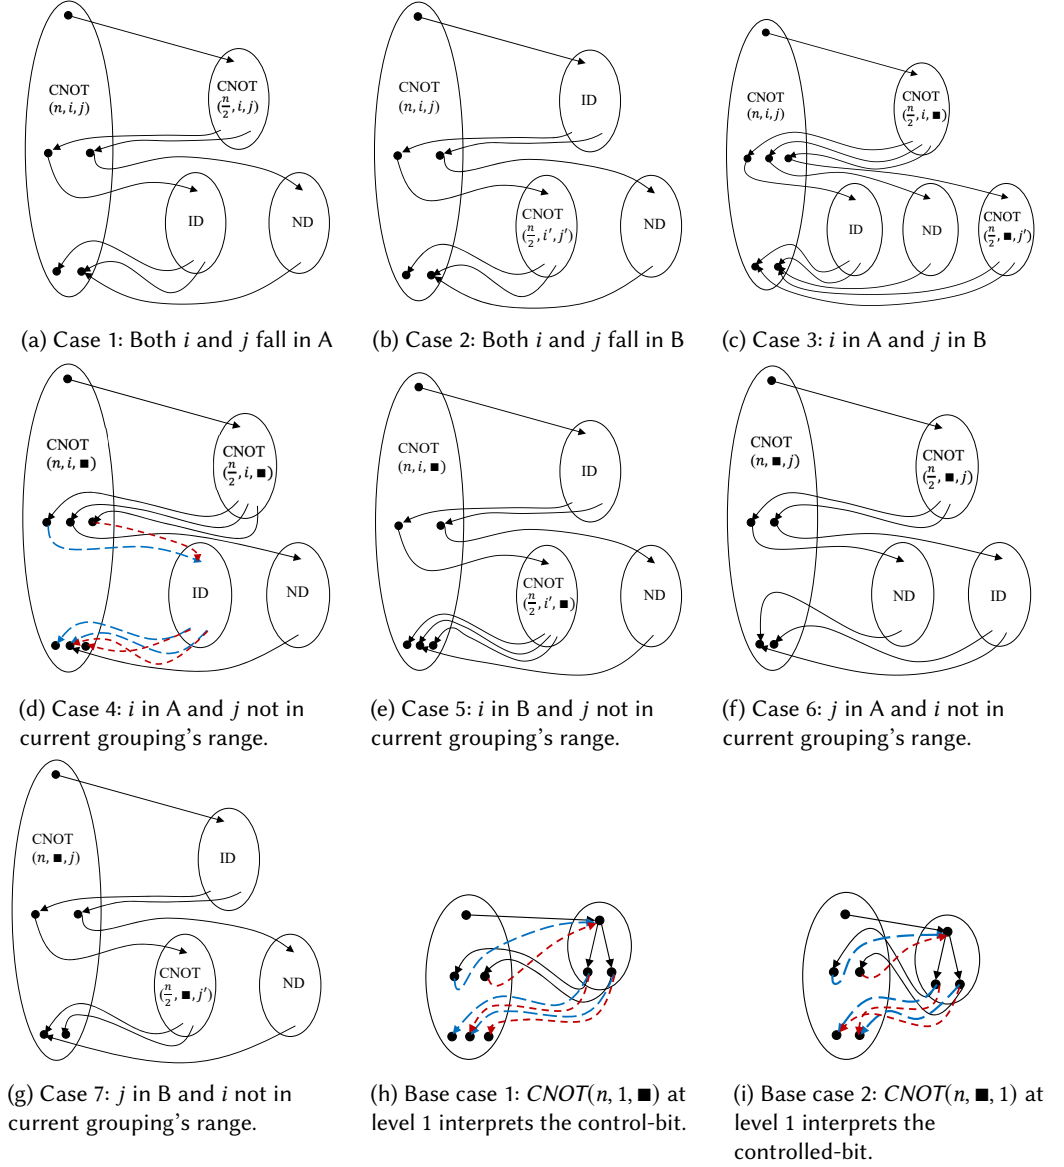 CNOT
(n, i, j)
CNOT
(n/2, i, j)
ID
ND
(a) Case 1: Both i and j fall in A
CNOT
(n, i, j)
ID
CNOT
(n/2, i′, j′)
ND
(b) Case 2: Both i and j fall in B
CNOT
(n, i, j)
CNOT
(n/2, i, ■)
ID
ND
CNOT
(n/2, ■, j′)
(c) Case 3: i in A and j in B
CNOT
(n, i, ■)
CNOT
(n/2, i, ■)
ID
ND
(d) Case 4: i in A and j not in
current grouping's range.
CNOT
(n, i, ■)
ID
CNOT
(n/2, i′, ■)
ND
(e) Case 5: i in B and j not in
current grouping's range.
CNOT
(n, ■, j)
CNOT
(n/2, ■, j)
ND
ID
(f) Case 6: j in A and i not in
current grouping's range.
CNOT
(n, ■, j)
ID
CNOT
(n/2, ■, j′)
ND
(g) Case 7: j in B and i not in
current grouping's range.
(h) Base case 1: CNOT(n, 1, ■) at
level 1 interprets the control-bit.
(i) Base case 2: CNOT(n, ■, 1) at
level 1 interprets the
controlled-bit.